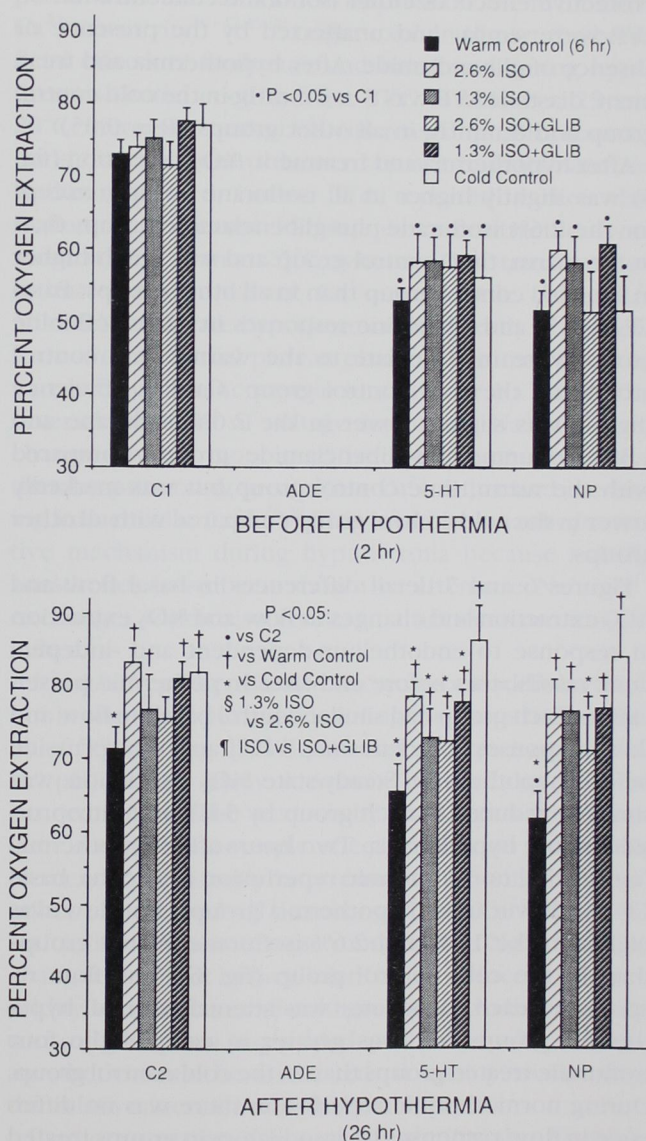 PERCENT OXYGEN EXTRACTION
90
80
70
60
50
40
30
Warm Control (6 hr)
2.6% ISO
1.3% ISO
2.6% ISO+GLIB
1.3% ISO+GLIB
Cold Control
• P <0.05 vs C1
C1 ADE 5-HT NP
BEFORE HYPOTHERMIA
(2 hr)
PERCENT OXYGEN EXTRACTION
90
80
70
60
50
40
30
P <0.05:
• vs C2
† vs Warm Control
* vs Cold Control
§ 1.3% ISO
vs 2.6% ISO
¶ ISO vs ISO+GLIB
C2 ADE 5-HT NP
AFTER HYPOTHERMIA
(26 hr)